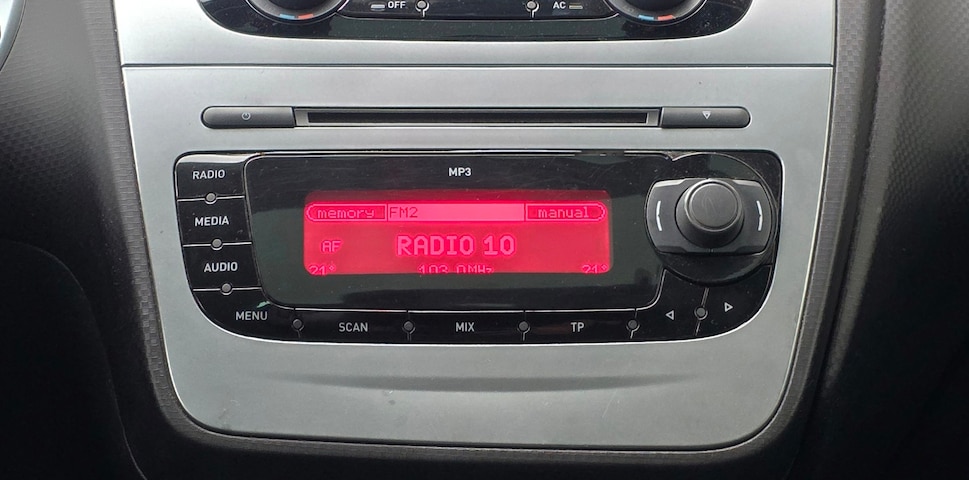 OFF AC
MP3
RADIO
MEDIA
AUDIO
memory FM2 manual
AF RADIO 10
21° 103.0MHz 21°
MENU SCAN MIX TP